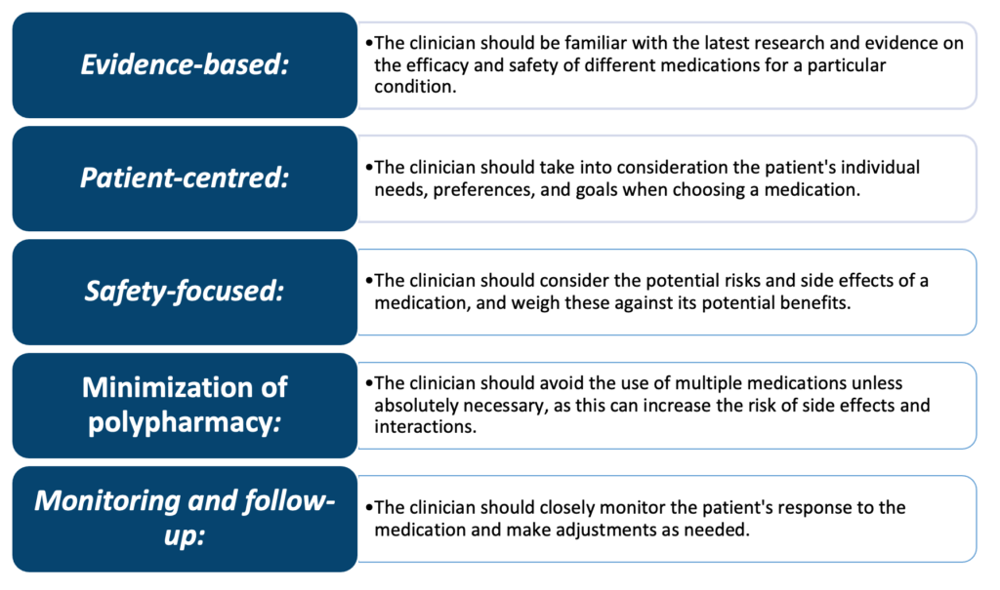 Evidence-based:
•The clinician should be familiar with the latest research and evidence on
the efficacy and safety of different medications for a particular
condition.
Patient-centred:
•The clinician should take into consideration the patient's individual
needs, preferences, and goals when choosing a medication.
Safety-focused:
•The clinician should consider the potential risks and side effects of a
medication, and weigh these against its potential benefits.
Minimization of
polypharmacy:
•The clinician should avoid the use of multiple medications unless
absolutely necessary, as this can increase the risk of side effects and
interactions.
Monitoring and follow-
up:
•The clinician should closely monitor the patient's response to the
medication and make adjustments as needed.